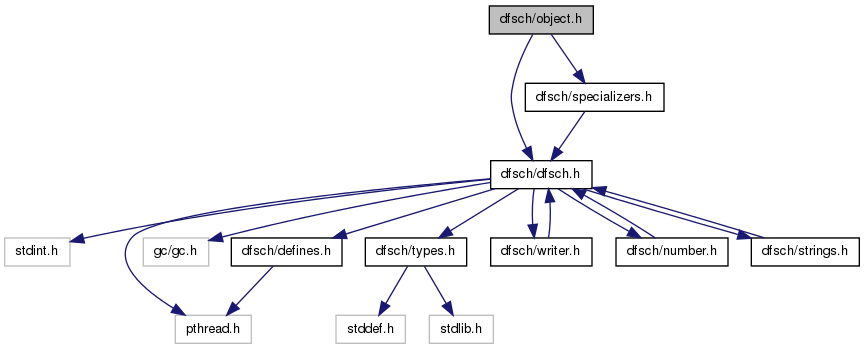 dfsch/object.h
dfsch/specializers.h
dfsch/dfsch.h
stdint.h
gc/gc.h
dfsch/defines.h
dfsch/types.h
dfsch/writer.h
dfsch/number.h
dfsch/strings.h
pthread.h
stddef.h
stdlib.h